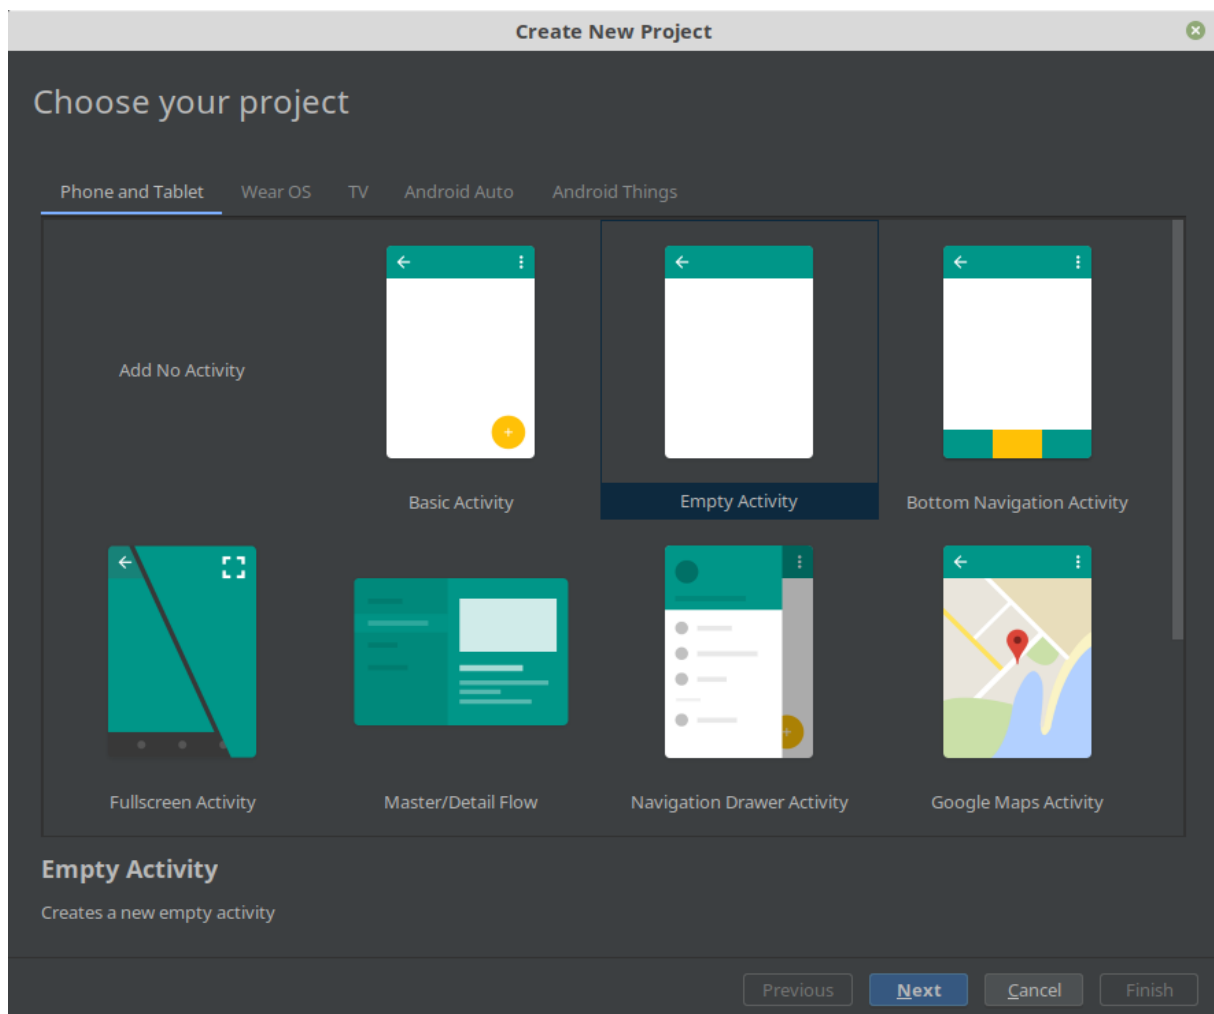 Create New Project
Choose your project
Phone and Tablet Wear OS TV Android Auto Android Things
Add No Activity
Basic Activity
Empty Activity
Bottom Navigation Activity
Fullscreen Activity
Master/Detail Flow
Navigation Drawer Activity
Google Maps Activity
Empty Activity
Creates a new empty activity
Previous Next Cancel Finish